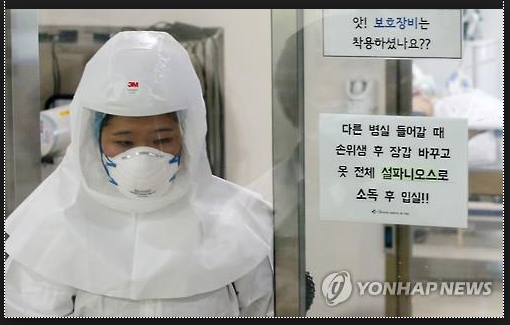 앗! 보호장비는
착용하셨나요??
3M
다른 병실 들어갈 때
손위생 후 장갑 바꾸고
옷 전체 설파니오스로
소독 후 입실!!
YONHAP NEWS